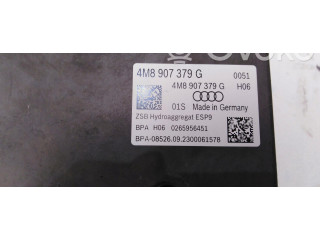 4M8 907 379 G 0051
4M8 907 379 G H06
01S Made in Germany
ZSB Hydroaggregat ESP9
BPA H06 0265956451
BPA-08526.09.2300061578